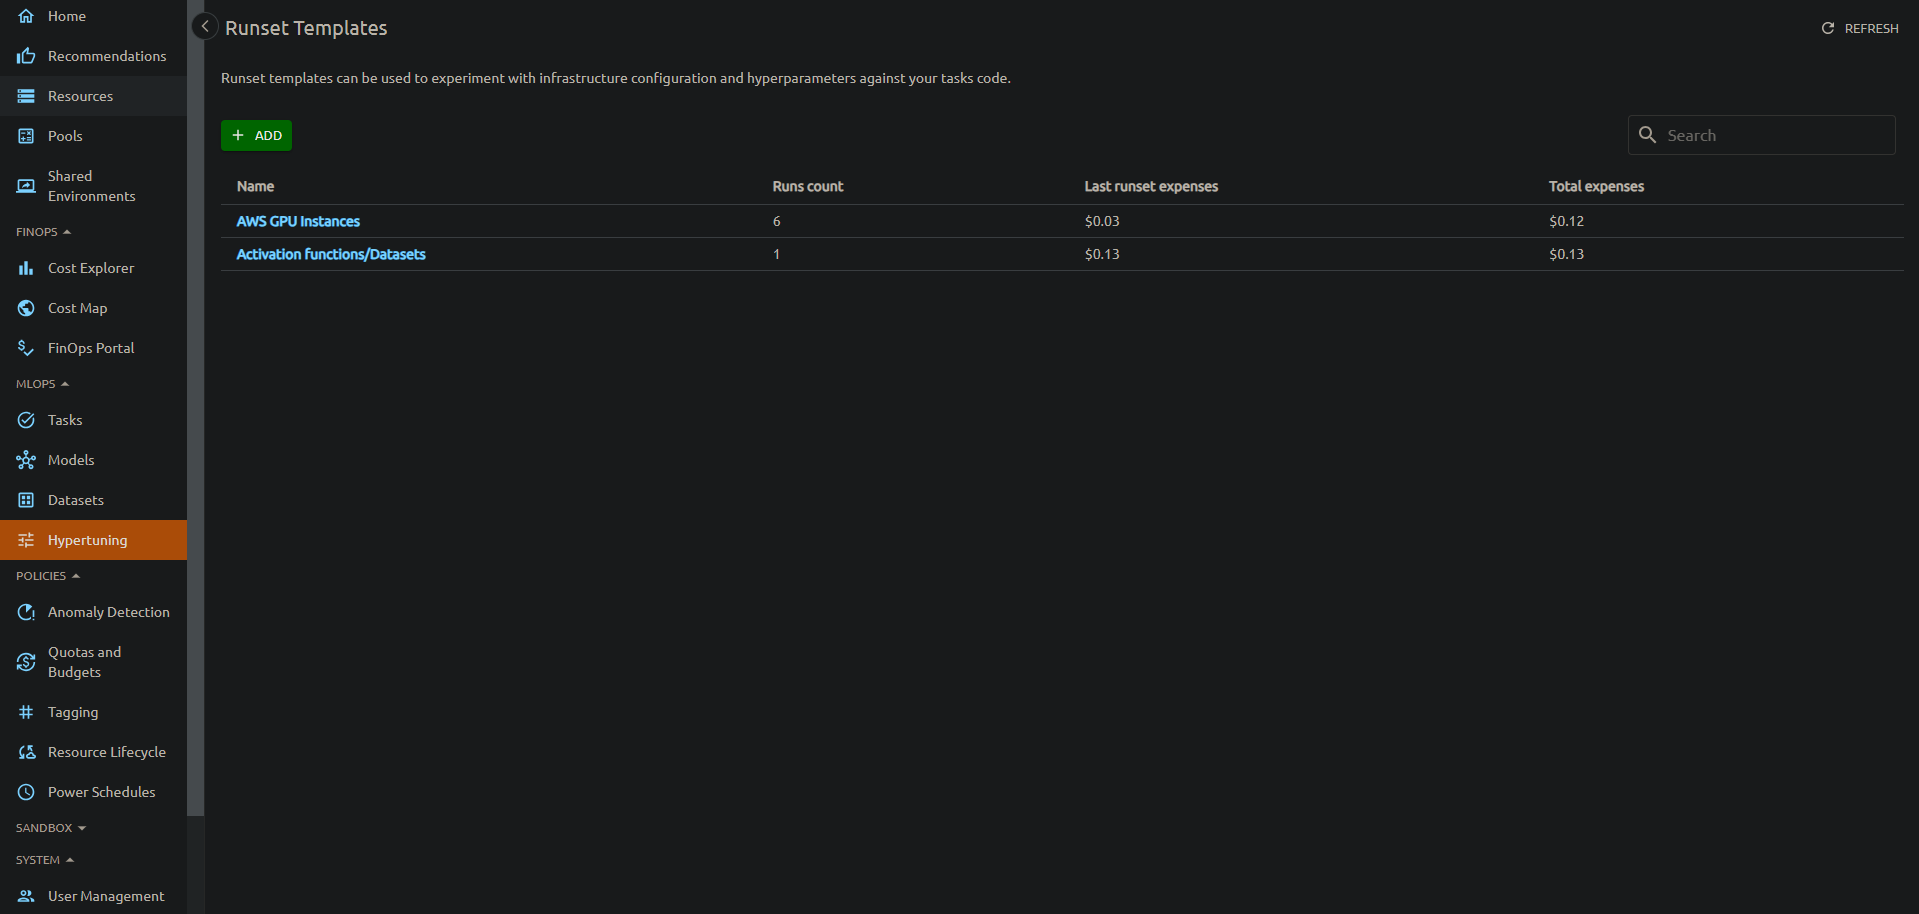 Home
Recommendations
Resources
Pools
Shared
Environments
FINOPS
Cost Explorer
Cost Map
FinOps Portal
MLOPS
Tasks
Models
Datasets
Hypertuning
POLICIES
Anomaly Detection
Quotas and
Budgets
Tagging
Resource Lifecycle
Power Schedules
SANDBOX
SYSTEM
User Management
Runset Templates
REFRESH
Runset templates can be used to experiment with infrastructure configuration and hyperparameters against your tasks code.
ADD
Search
Name Runs count Last runset expenses Total expenses
AWS GPU Instances 6 $0.03 $0.12
Activation functions/Datasets 1 $0.13 $0.13